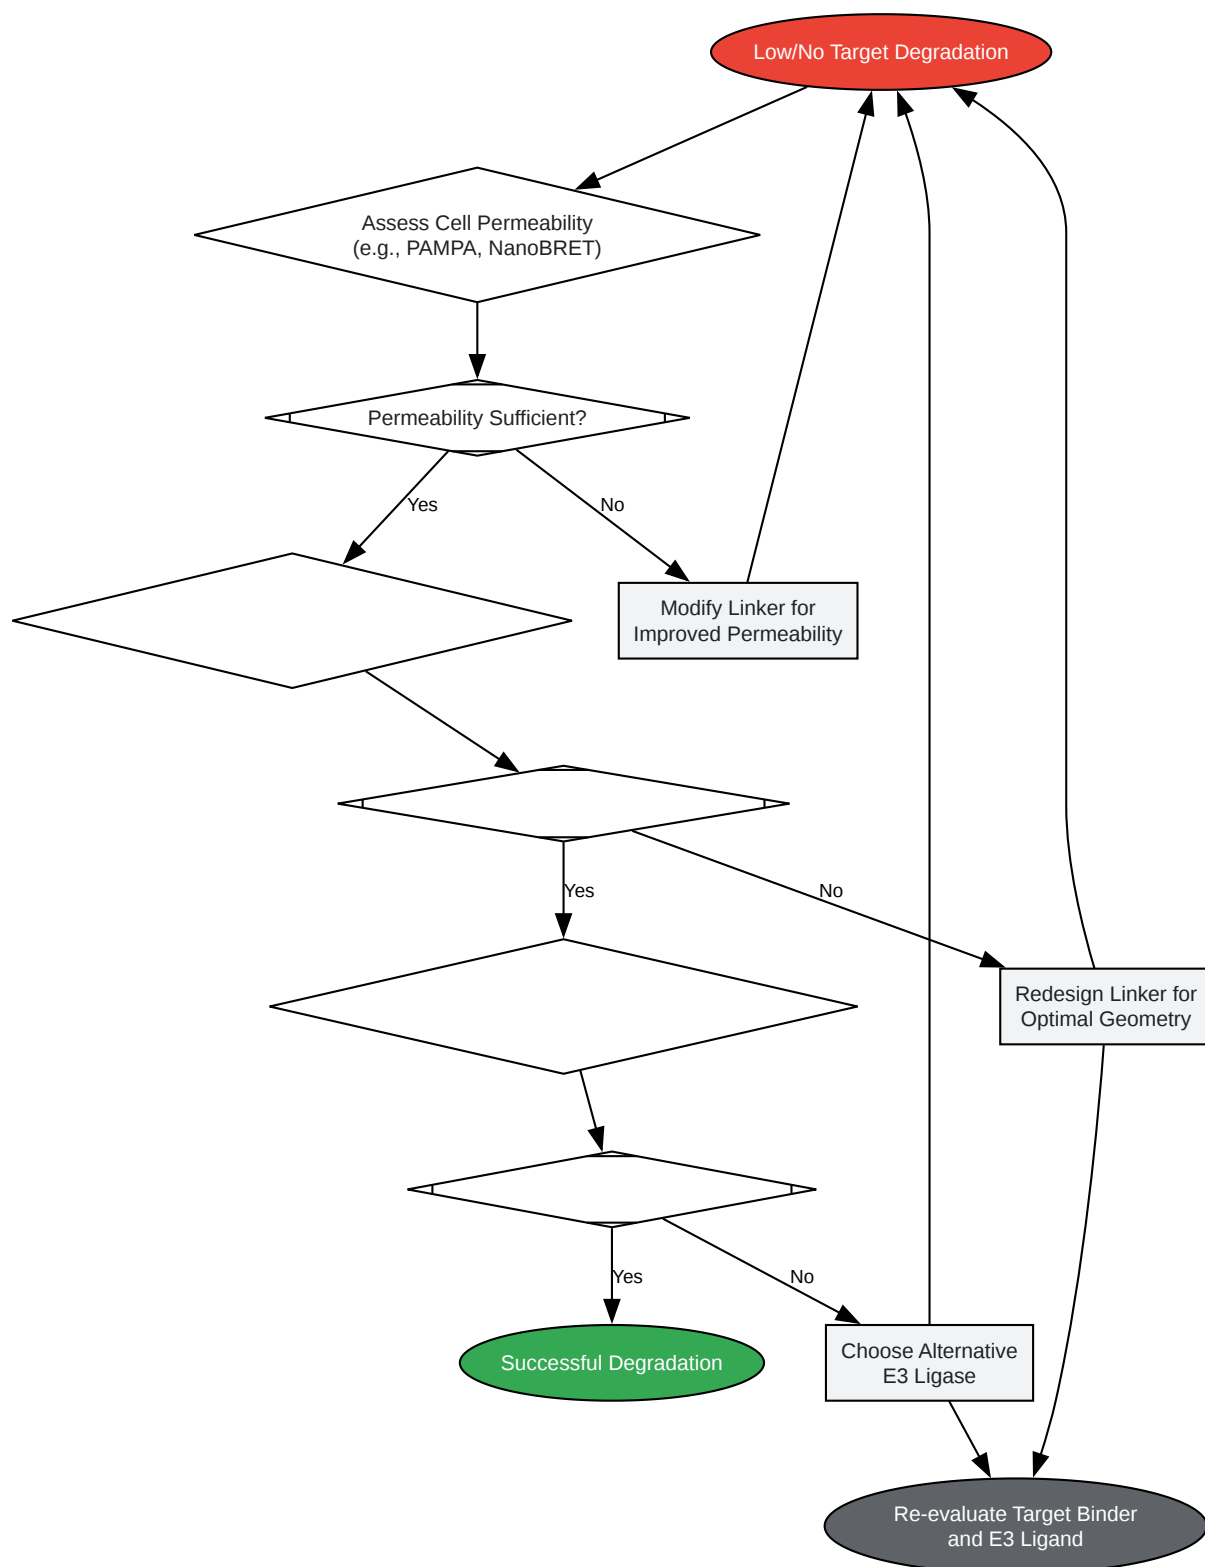 Low/No Target Degradation
Assess Cell Permeability
(e.g., PAMPA, NanoBRET)
Permeability Sufficient?
Yes
No
Modify Linker for
Improved Permeability
Yes
No
Redesign Linker for
Optimal Geometry
Yes
No
Successful Degradation
Choose Alternative
E3 Ligase
Re-evaluate Target Binder
and E3 Ligand